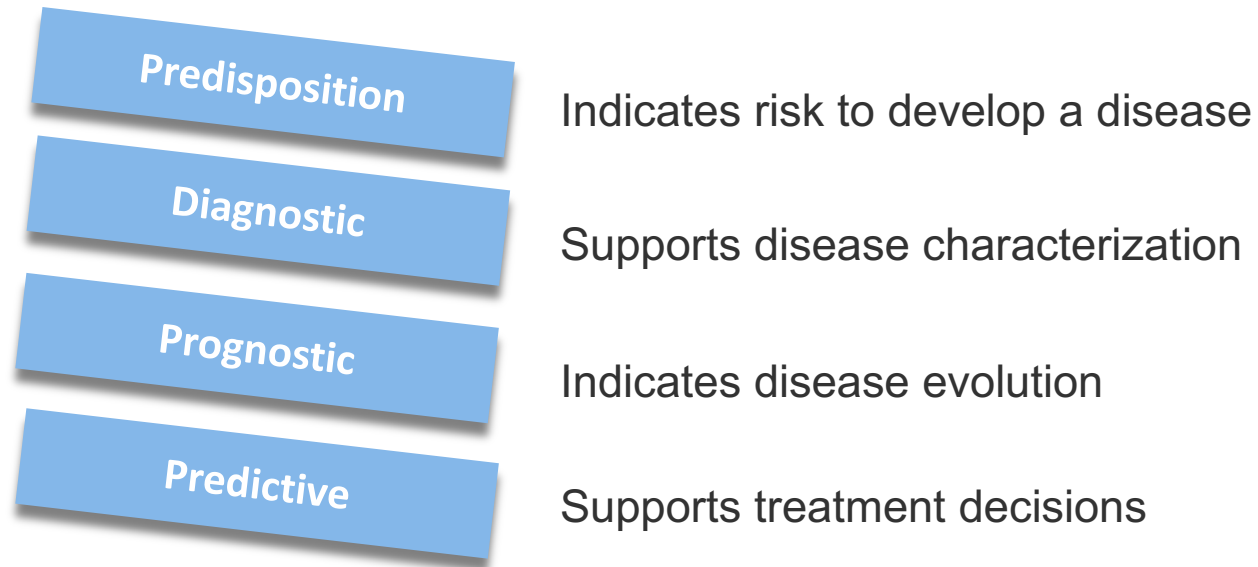 Predisposition
Indicates risk to develop a disease
Diagnostic
Supports disease characterization
Prognostic
Indicates disease evolution
Predictive
Supports treatment decisions